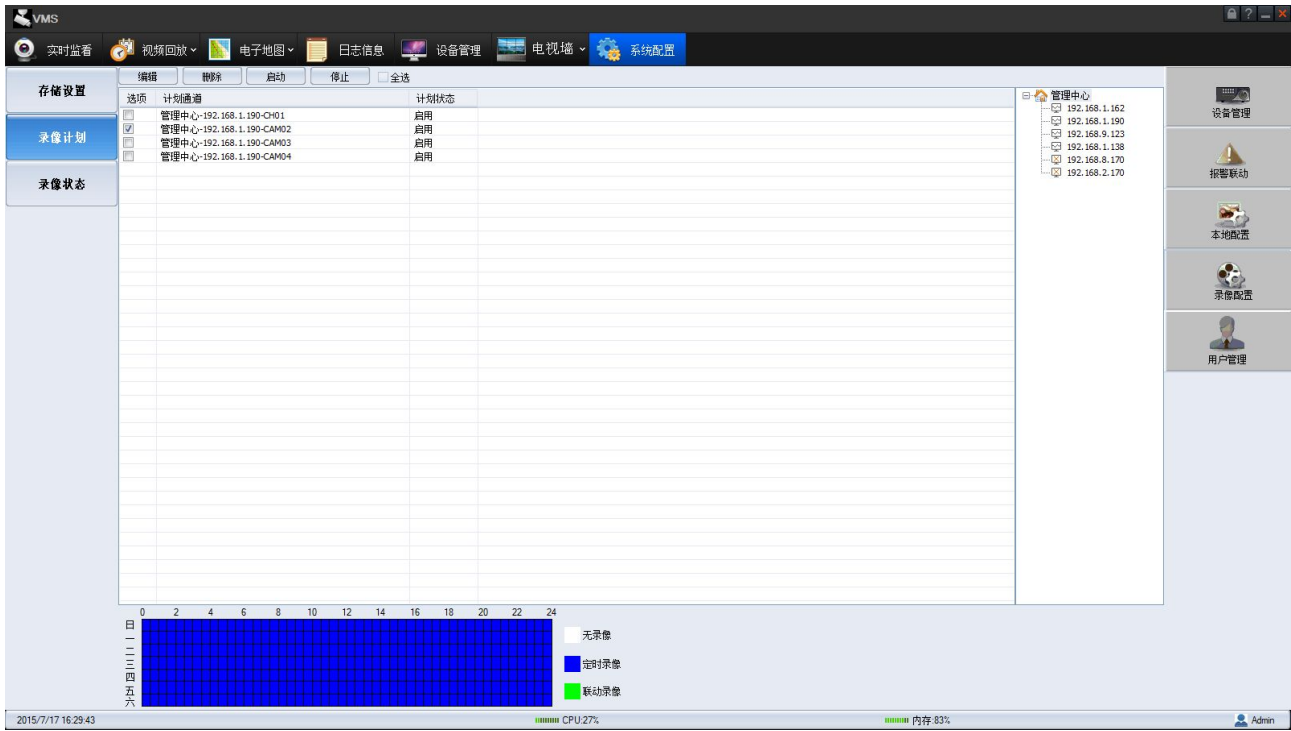 VMS
实时监看 视频回放 电子地图 日志信息 设备管理 电视墙 系统配置
存储设置
录像计划
录像状态
编辑 删除 启动 停止 全选
选项 计划通道 计划状态
管理中心-192.168.1.190-CH01 启用
管理中心-192.168.1.190-CAM02 启用
管理中心-192.168.1.190-CAM03 启用
管理中心-192.168.1.190-CAM04 启用
管理中心
192.168.1.162
192.168.1.190
192.168.9.123
192.168.1.138
192.168.8.170
192.168.2.170
设备管理
报警联动
本地配置
录像配置
用户管理
0 2 4 6 8 10 12 14 16 18 20 22 24
日
一
二
三
四
五
六
无录像
定时录像
联动录像
2015/7/17 16:29:43 CPU:27% 内存:83% Admin